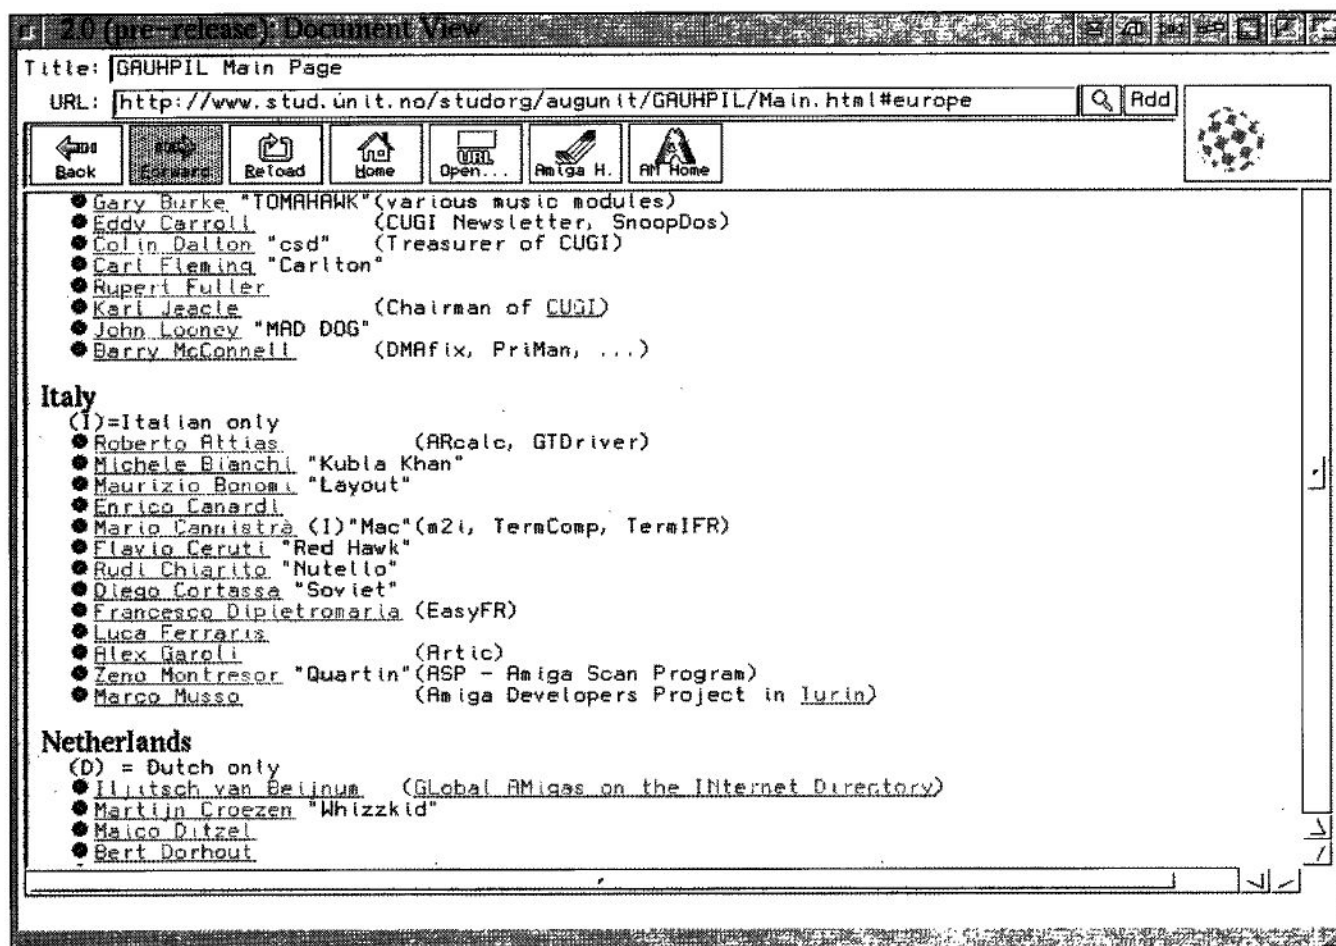 2.0 (pre-release): Document View
Title: GAUHPIL Main Page
URL: http://www.stud.unit.no/studorg/augunit/GAUHPIL/Main.html#europe Add
Back Forward Reload Home Open... Amiga H. AM Home
URL
Gary Burke "TOMAHAWK"(various music modules)
Eddy Carroll (CUGI Newsletter, SnoopDos)
Colin Dalton "csd" (Treasurer of CUGI)
Carl Fleming "Carlton"
Rupert Fuller
Karl Jeacle (Chairman of CUGI)
John Looney "MAD DOG"
Barry McConnell (DMAfix, PriMan, ...)
Italy
(I)=Italian only
Roberto Attias (ARcalc, GTDriver)
Michele Bianchi "Kubla Khan"
Maurizio Bonomi "Layout"
Enrico Canardi
Mario Cannistrà (I)"Mac"(m2i, TermComp, TermIFR)
Flavio Ceruti "Red Hawk"
Rudi Chiarito "Nutello"
Diego Cortassa "Soviet"
Francesco Dipietromaria (EasyFR)
Luca Ferraris
Alex Garoli (Artic)
Zeno Montresor "Quartin"(ASP - Amiga Scan Program)
Marco Musso (Amiga Developers Project in Turin)
Netherlands
(D) = Dutch only
Iljitsch van Beijnum (GLobal AMigas on the INternet Directory)
Martijn Croezen "Whizzkid"
Maico Ditzel
Bert Dorhout